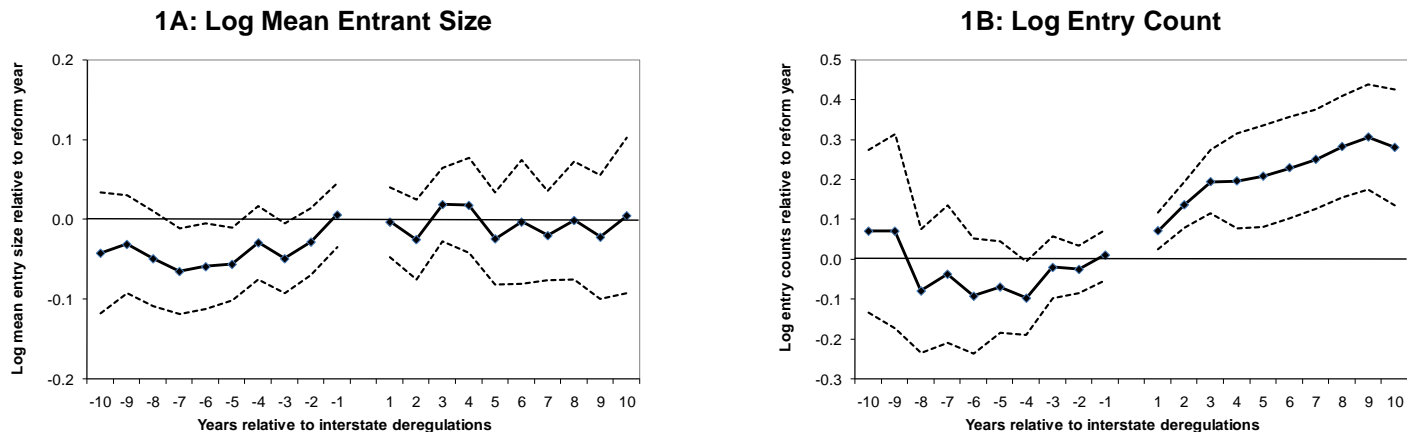 1A: Log Mean Entrant Size
Log mean entry size relative to reform year
0.2
0.1
0.0
-0.1
-0.2
-10 -9 -8 -7 -6 -5 -4 -3 -2 -1 1 2 3 4 5 6 7 8 9 10
Years relative to interstate deregulations
1B: Log Entry Count
Log entry counts relative to reform year
0.5
0.4
0.3
0.2
0.1
0.0
-0.1
-0.2
-0.3
-10 -9 -8 -7 -6 -5 -4 -3 -2 -1 1 2 3 4 5 6 7 8 9 10
Years relative to interstate deregulations